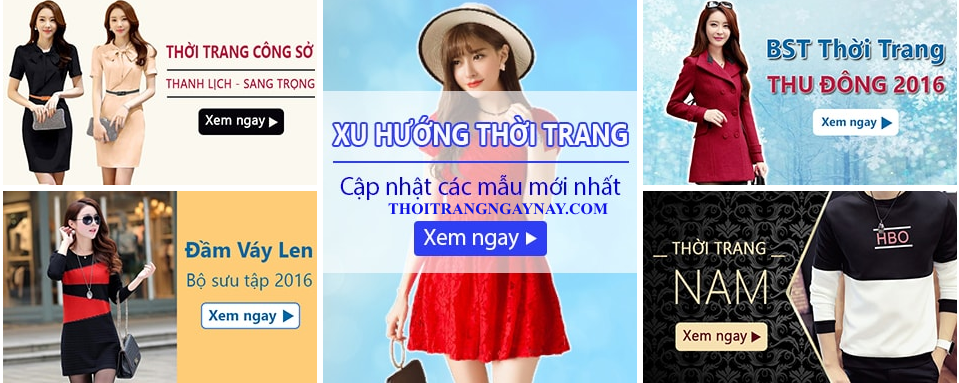 THỜI TRANG CÔNG SỞ
THANH LỊCH - SANG TRỌNG
Xem ngay
Đầm Váy Len
Bộ sưu tập 2016
Xem ngay
XU HƯỚNG THỜI TRANG
Cập nhật các mẫu mới nhất
THOITRANGNGAYNAY.COM
Xem ngay
BST Thời Trang
THU ĐÔNG 2016
Xem ngay
THỜI TRANG
NAM
Xem ngay
HBO